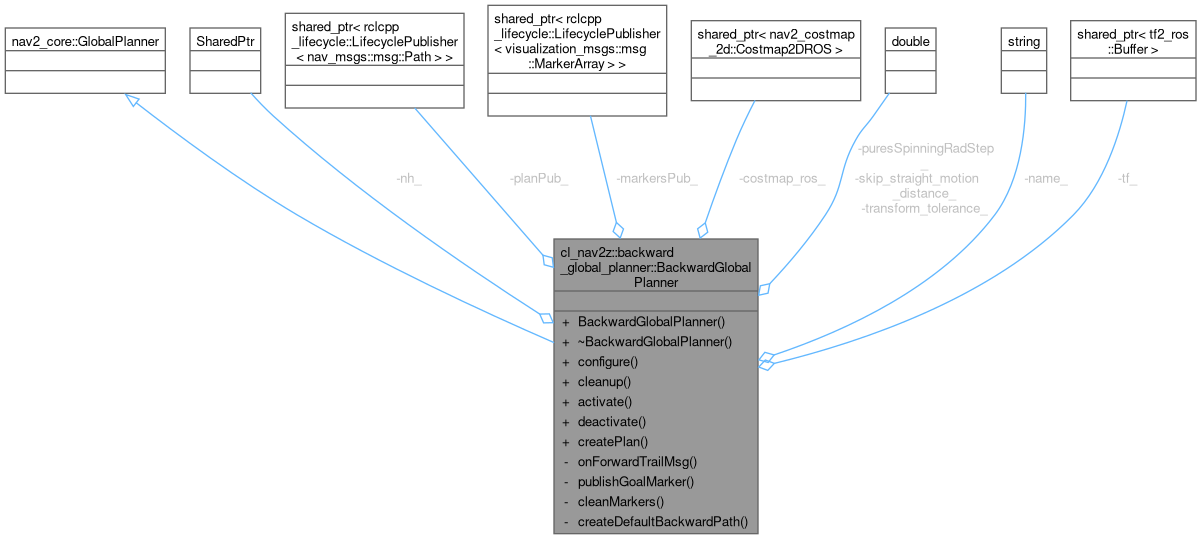 nav2_core::GlobalPlanner
SharedPtr
shared_ptr< rclcpp
_lifecycle::LifecyclePublisher
< nav_msgs::msg::Path > >
shared_ptr< rclcpp
_lifecycle::LifecyclePublisher
< visualization_msgs::msg
::MarkerArray > >
shared_ptr< nav2_costmap
_2d::Costmap2DROS >
double
string
shared_ptr< tf2_ros
::Buffer >
-nh_
-planPub_
-markersPub_
-costmap_ros_
-puresSpinningRadStep
_
-skip_straight_motion
_distance_
-transform_tolerance_
-name_
-tf_
cl_nav2z::backward
_global_planner::BackwardGlobal
Planner
+ BackwardGlobalPlanner()
+ ~BackwardGlobalPlanner()
+ configure()
+ cleanup()
+ activate()
+ deactivate()
+ createPlan()
- onForwardTrailMsg()
- publishGoalMarker()
- cleanMarkers()
- createDefaultBackwardPath()